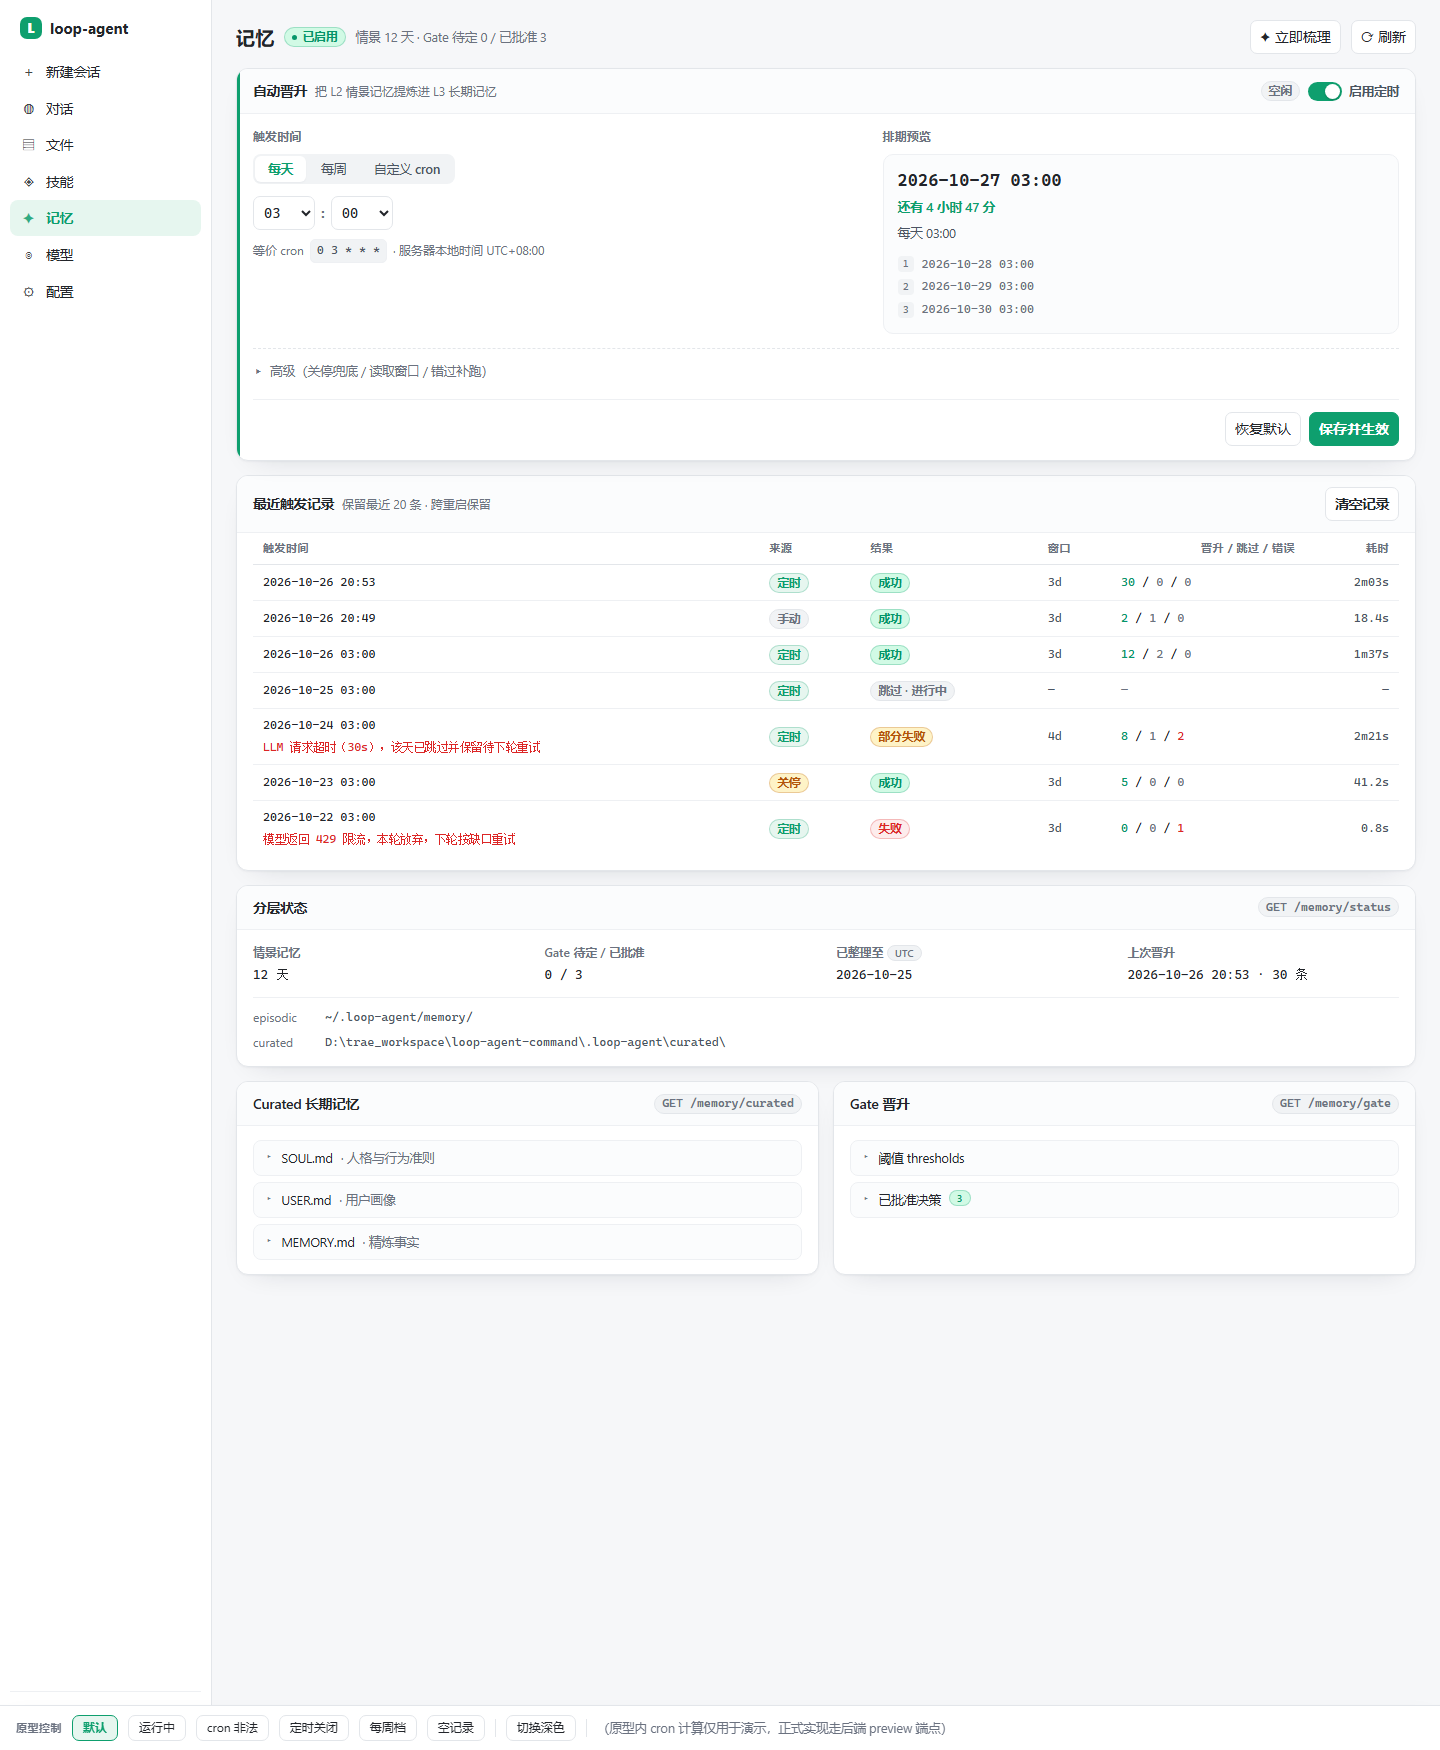 L loop-agent
+ 新建会话
对话
文件
技能
记忆
模型
配置
记忆 已启用 情景 12 天 · Gate 待定 0 / 已批准 3
✦ 立即梳理 ⟳ 刷新
自动晋升 把 L2 情景记忆提炼进 L3 长期记忆
空闲 启用定时
触发时间
每天 每周 自定义 cron
03 : 00
等价 cron 0 3 * * * · 服务器本地时间 UTC+08:00
排期预览
2026-10-27 03:00
还有 4 小时 47 分
每天 03:00
1 2026-10-28 03:00
2 2026-10-29 03:00
3 2026-10-30 03:00
▸ 高级（关停兜底 / 读取窗口 / 错过补跑）
恢复默认 保存并生效
最近触发记录 保留最近 20 条 · 跨重启保留
清空记录
触发时间 来源 结果 窗口 晋升 / 跳过 / 错误 耗时
2026-10-26 20:53 定时 成功 3d 30 / 0 / 0 2m03s
2026-10-26 20:49 手动 成功 3d 2 / 1 / 0 18.4s
2026-10-26 03:00 定时 成功 3d 12 / 2 / 0 1m37s
2026-10-25 03:00 定时 跳过 · 进行中 — — —
2026-10-24 03:00 定时 部分失败 4d 8 / 1 / 2 2m21s
LLM 请求超时（30s），该天已跳过并保留待下轮重试
2026-10-23 03:00 关停 成功 3d 5 / 0 / 0 41.2s
2026-10-22 03:00 定时 失败 3d 0 / 0 / 1 0.8s
模型返回 429 限流，本轮放弃，下轮按缺口重试
分层状态 GET /memory/status
情景记忆 Gate 待定 / 已批准 已整理至 UTC 上次晋升
12 天 0 / 3 2026-10-25 2026-10-26 20:53 · 30 条
episodic ~/.loop-agent/memory/
curated D:\trae_workspace\loop-agent-command\.loop-agent\curated\
Curated 长期记忆 GET /memory/curated
▸ SOUL.md · 人格与行为准则
▸ USER.md · 用户画像
▸ MEMORY.md · 精炼事实
Gate 晋升 GET /memory/gate
▸ 阈值 thresholds
▸ 已批准决策 3
原型控制 默认 运行中 cron 非法 定时关闭 每周档 空记录 切换深色 （原型内 cron 计算仅用于演示，正式实现走后端 preview 端点）